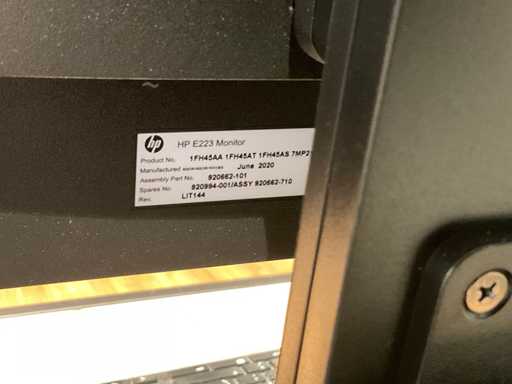 hp HP E223 Monitor
Product No. 1FH45AA 1FH45AT 1FH45AS 7MP2
Manufactured June 2020
Assembly Part No. 920662-101
Spares No. 920994-001/ASSY 920662-710
Rev. LIT144